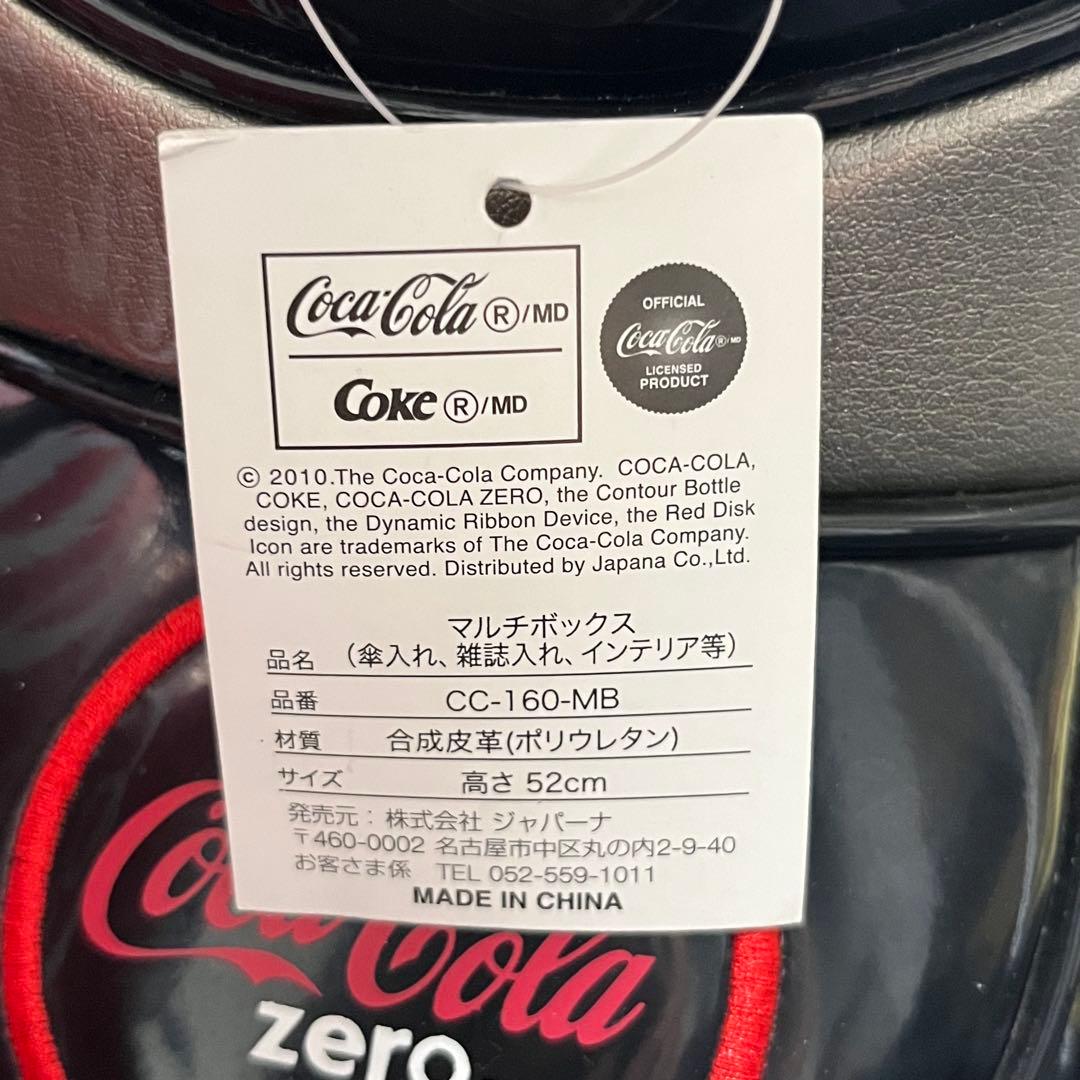 Coca-Cola ®/MD
Coke ®/MD
OFFICIAL
Coca-Cola ®/MD
LICENSED
PRODUCT
© 2010.The Coca-Cola Company. COCA-COLA,
COKE, COCA-COLA ZERO, the Contour Bottle
design, the Dynamic Ribbon Device, the Red Disk
Icon are trademarks of The Coca-Cola Company.
All rights reserved. Distributed by Japana Co.,Ltd.
マルチボックス
品名 （傘入れ、雑誌入れ、インテリア等）
品番 CC-160-MB
材質 合成皮革(ポリウレタン)
サイズ 高さ 52cm
発売元：株式会社 ジャパーナ
〒460-0002 名古屋市中区丸の内2-9-40
お客さま係 TEL 052-559-1011
MADE IN CHINA
Coca-Cola
zero